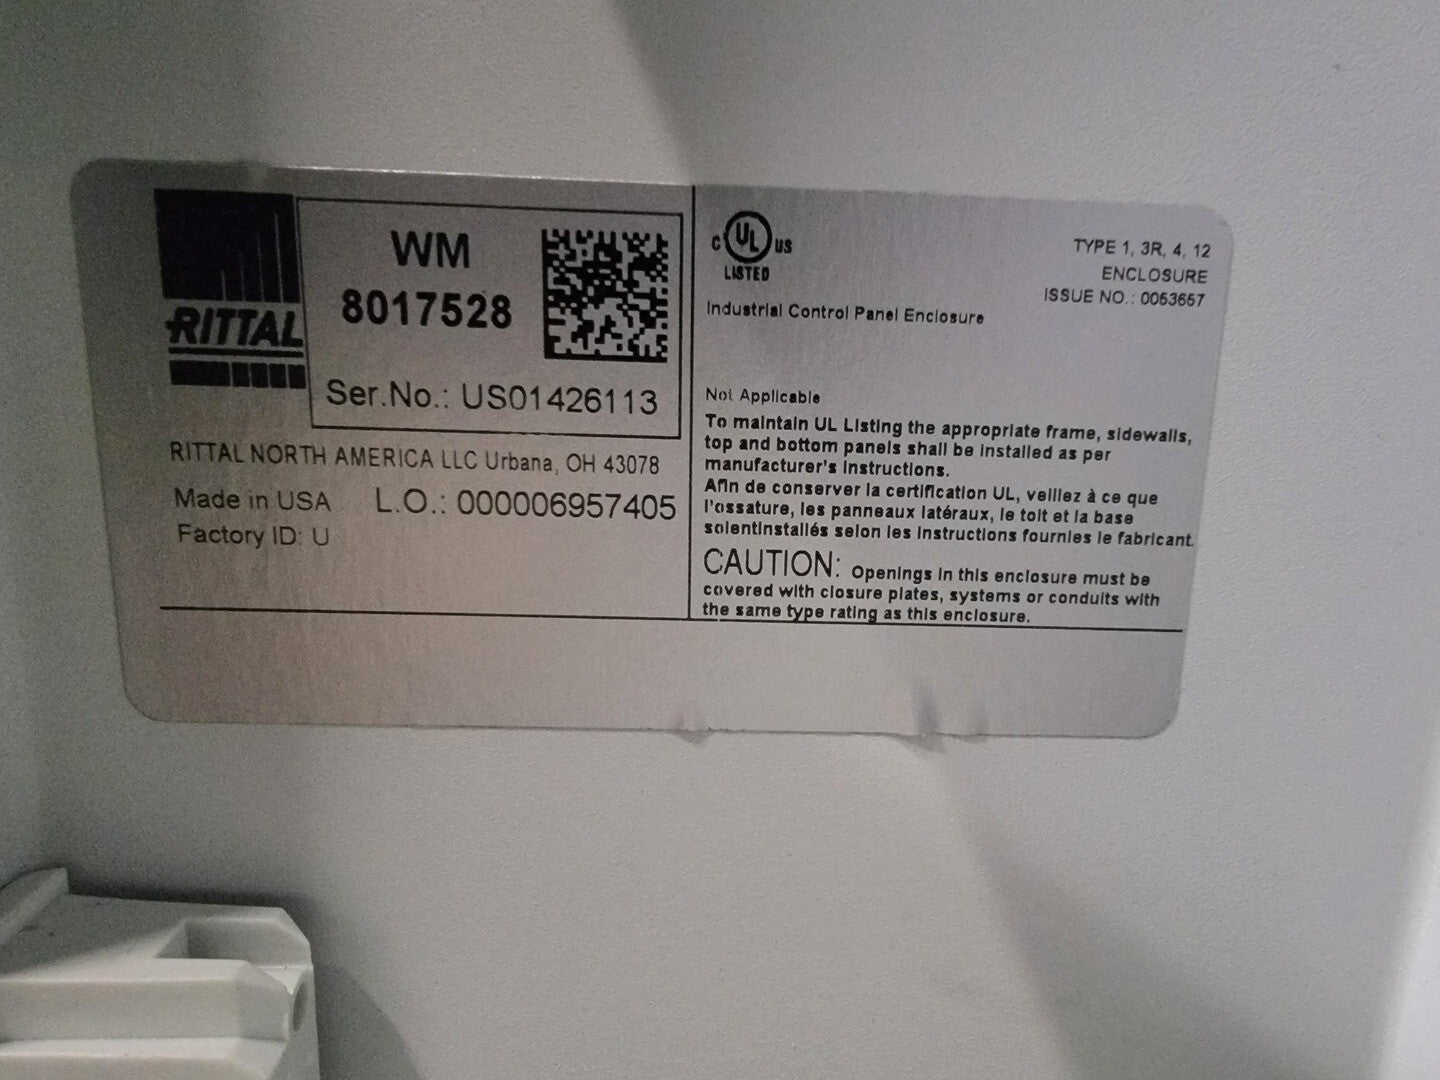 RITTAL
WM
8017528
Ser.No.: US01426113
RITTAL NORTH AMERICA LLC Urbana, OH 43078
Made in USA L.O.: 000006957405
Factory ID: U
C UL US
LISTED
TYPE 1, 3R, 4, 12
ENCLOSURE
ISSUE NO.: 0053657
Industrial Control Panel Enclosure
Not Applicable
To maintain UL Listing the appropriate frame, sidewalls,
top and bottom panels shall be installed as per
manufacturer's instructions.
Afin de conserver la certification UL, veillez à ce que
l'ossature, les panneaux latéraux, le toit et la base
soientinstallés selon les instructions fournies le fabricant.
CAUTION: Openings in this enclosure must be
covered with closure plates, systems or conduits with
the same type rating as this enclosure.